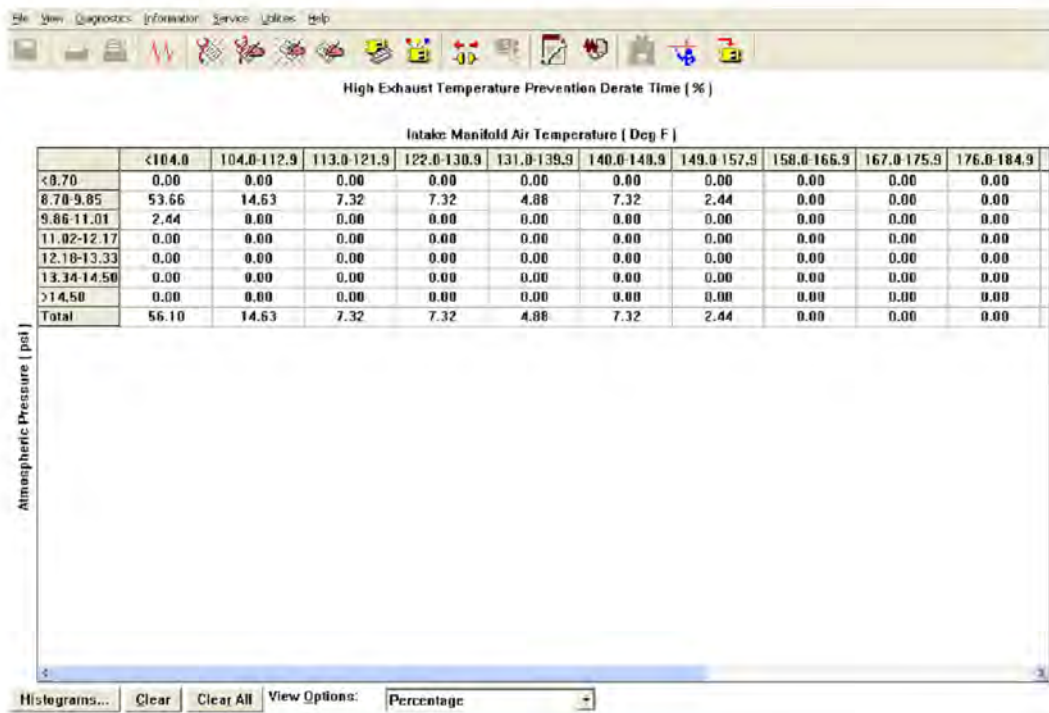 File View Diagnostics Information Service Utilities Help
High Exhaust Temperature Prevention Derate Time [ % ]
Intake Manifold Air Temperature [ Deg F ]
<104.0 104.0-112.9 113.0-121.9 122.0-130.9 131.0-139.9 140.0-148.9 149.0-157.9 158.0-166.9 167.0-175.9 176.0-184.9
<8.70 0.00 0.00 0.00 0.00 0.00 0.00 0.00 0.00 0.00 0.00
8.70-9.85 53.66 14.63 7.32 7.32 4.88 7.32 2.44 0.00 0.00 0.00
9.86-11.01 2.44 0.00 0.00 0.00 0.00 0.00 0.00 0.00 0.00 0.00
11.02-12.17 0.00 0.00 0.00 0.00 0.00 0.00 0.00 0.00 0.00 0.00
12.18-13.33 0.00 0.00 0.00 0.00 0.00 0.00 0.00 0.00 0.00 0.00
13.34-14.50 0.00 0.00 0.00 0.00 0.00 0.00 0.00 0.00 0.00 0.00
>14.50 0.00 0.00 0.00 0.00 0.00 0.00 0.00 0.00 0.00 0.00
Total 56.10 14.63 7.32 7.32 4.88 7.32 2.44 0.00 0.00 0.00
Atmospheric Pressure [ psi ]
Histograms... Clear Clear All View Options: Percentage